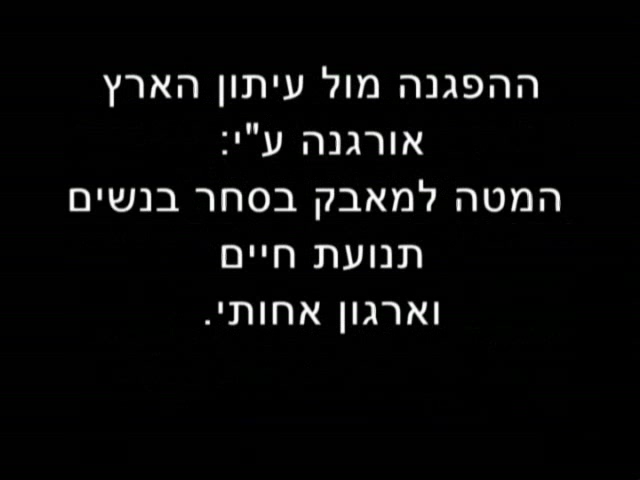 ההפגנה מול עיתון הארץ
אורגנה ע"י:
המטה למאבק בסחר בנשים
תנועת חיים
וארגון אחותי.